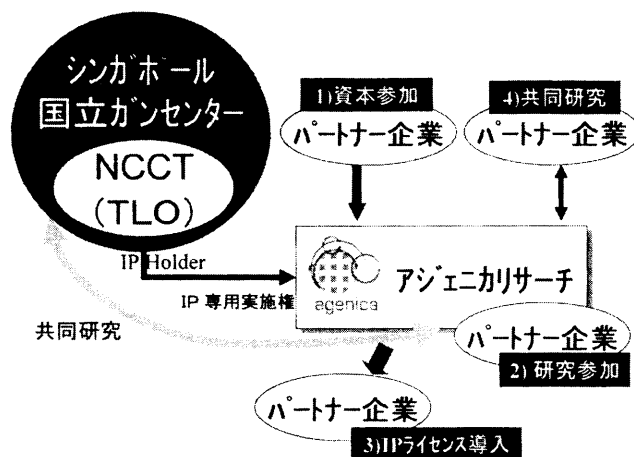 シンガポール
国立ガンセンター
NCCT
(TLO)
1)資本参加
パートナー企業
4)共同研究
パートナー企業
IP Holder
IP 専用実施権
agenica
アジェニカリサーチ
共同研究
パートナー企業
2) 研究参加
パートナー企業
3)IPライセンス導入